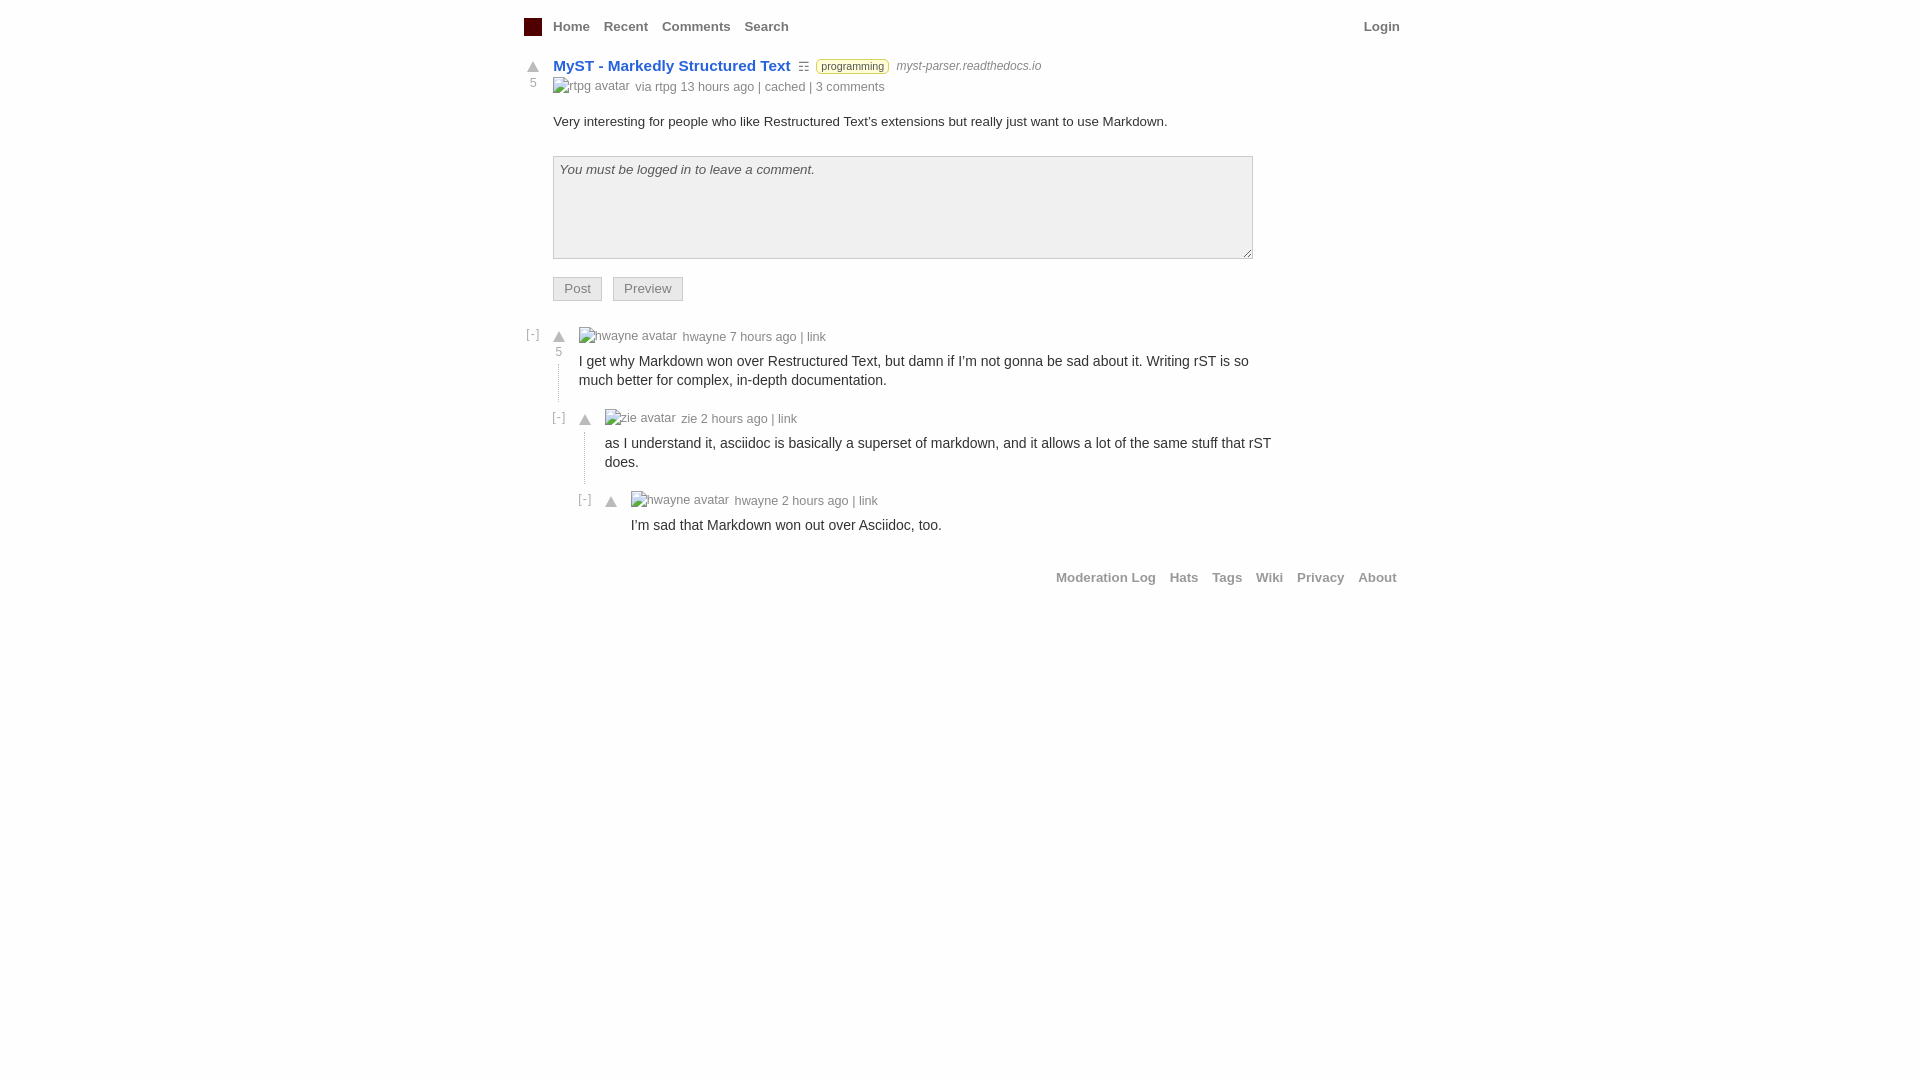 Home Recent Comments Search Login
MyST - Markedly Structured Text ☶ programming myst-parser.readthedocs.io
5
rtpg avatar via rtpg 13 hours ago | cached | 3 comments
Very interesting for people who like Restructured Text’s extensions but really just want to use Markdown.
You must be logged in to leave a comment.
Post Preview
[-] hwayne avatar hwayne 7 hours ago | link
5
I get why Markdown won over Restructured Text, but damn if I’m not gonna be sad about it. Writing rST is so
much better for complex, in-depth documentation.
[-] zie avatar zie 2 hours ago | link
as I understand it, asciidoc is basically a superset of markdown, and it allows a lot of the same stuff that rST
does.
[-] hwayne avatar hwayne 2 hours ago | link
I’m sad that Markdown won out over Asciidoc, too.
Moderation Log Hats Tags Wiki Privacy About